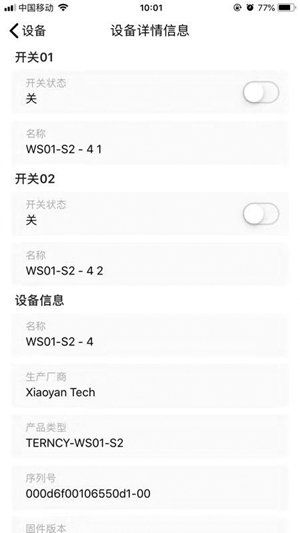 中国移动 10:01 77%
设备 设备详情信息
开关01
开关状态
关
名称
WS01-S2 - 4 1
开关02
开关状态
关
名称
WS01-S2 - 4 2
设备信息
名称
WS01-S2 - 4
生产厂商
Xiaoyan Tech
产品类型
TERNCY-WS01-S2
序列号
000d6f00106550d1-00
固件版本